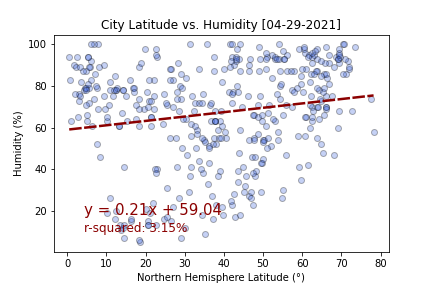 City Latitude vs. Humidity [04-29-2021]
Humidity (%)
100
80
60
40
20
y = 0.21x + 59.04
r-squared: 3.15%
0 10 20 30 40 50 60 70 80
Northern Hemisphere Latitude (°)